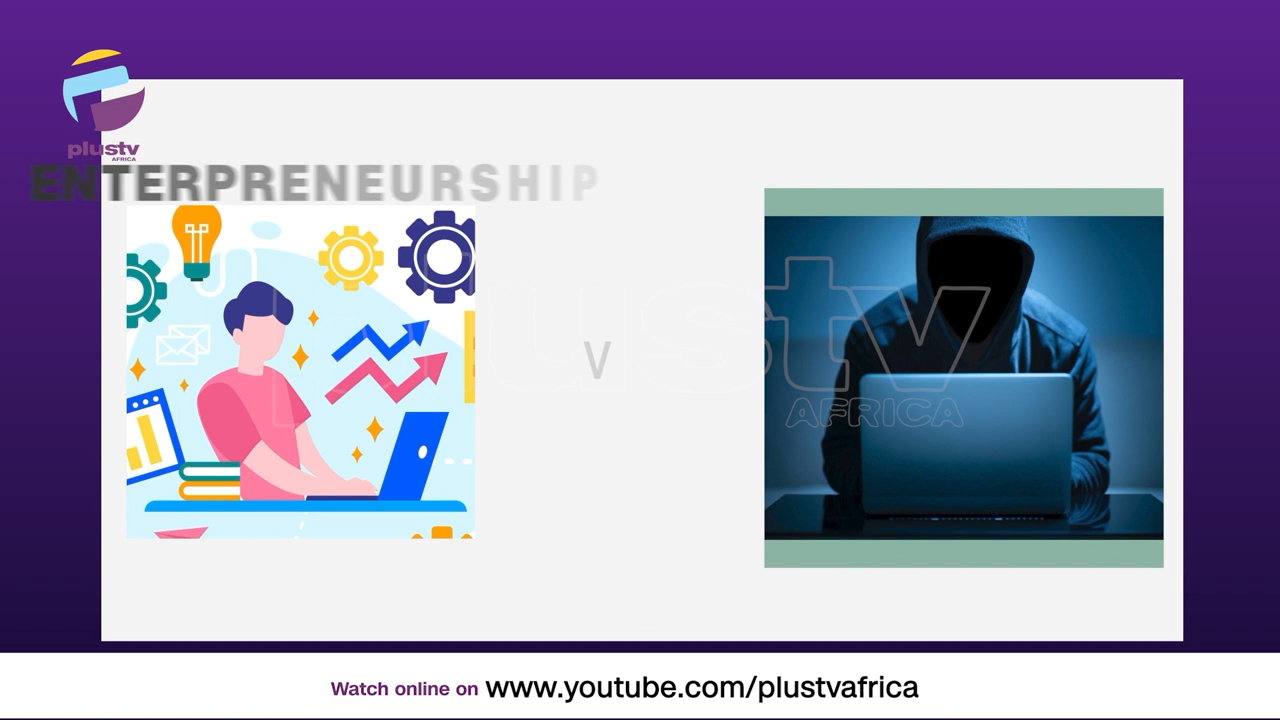 plustv
AFRICA
ENTERPRENEURSHIP
V
plustv
AFRICA
Watch online on www.youtube.com/plustvafrica